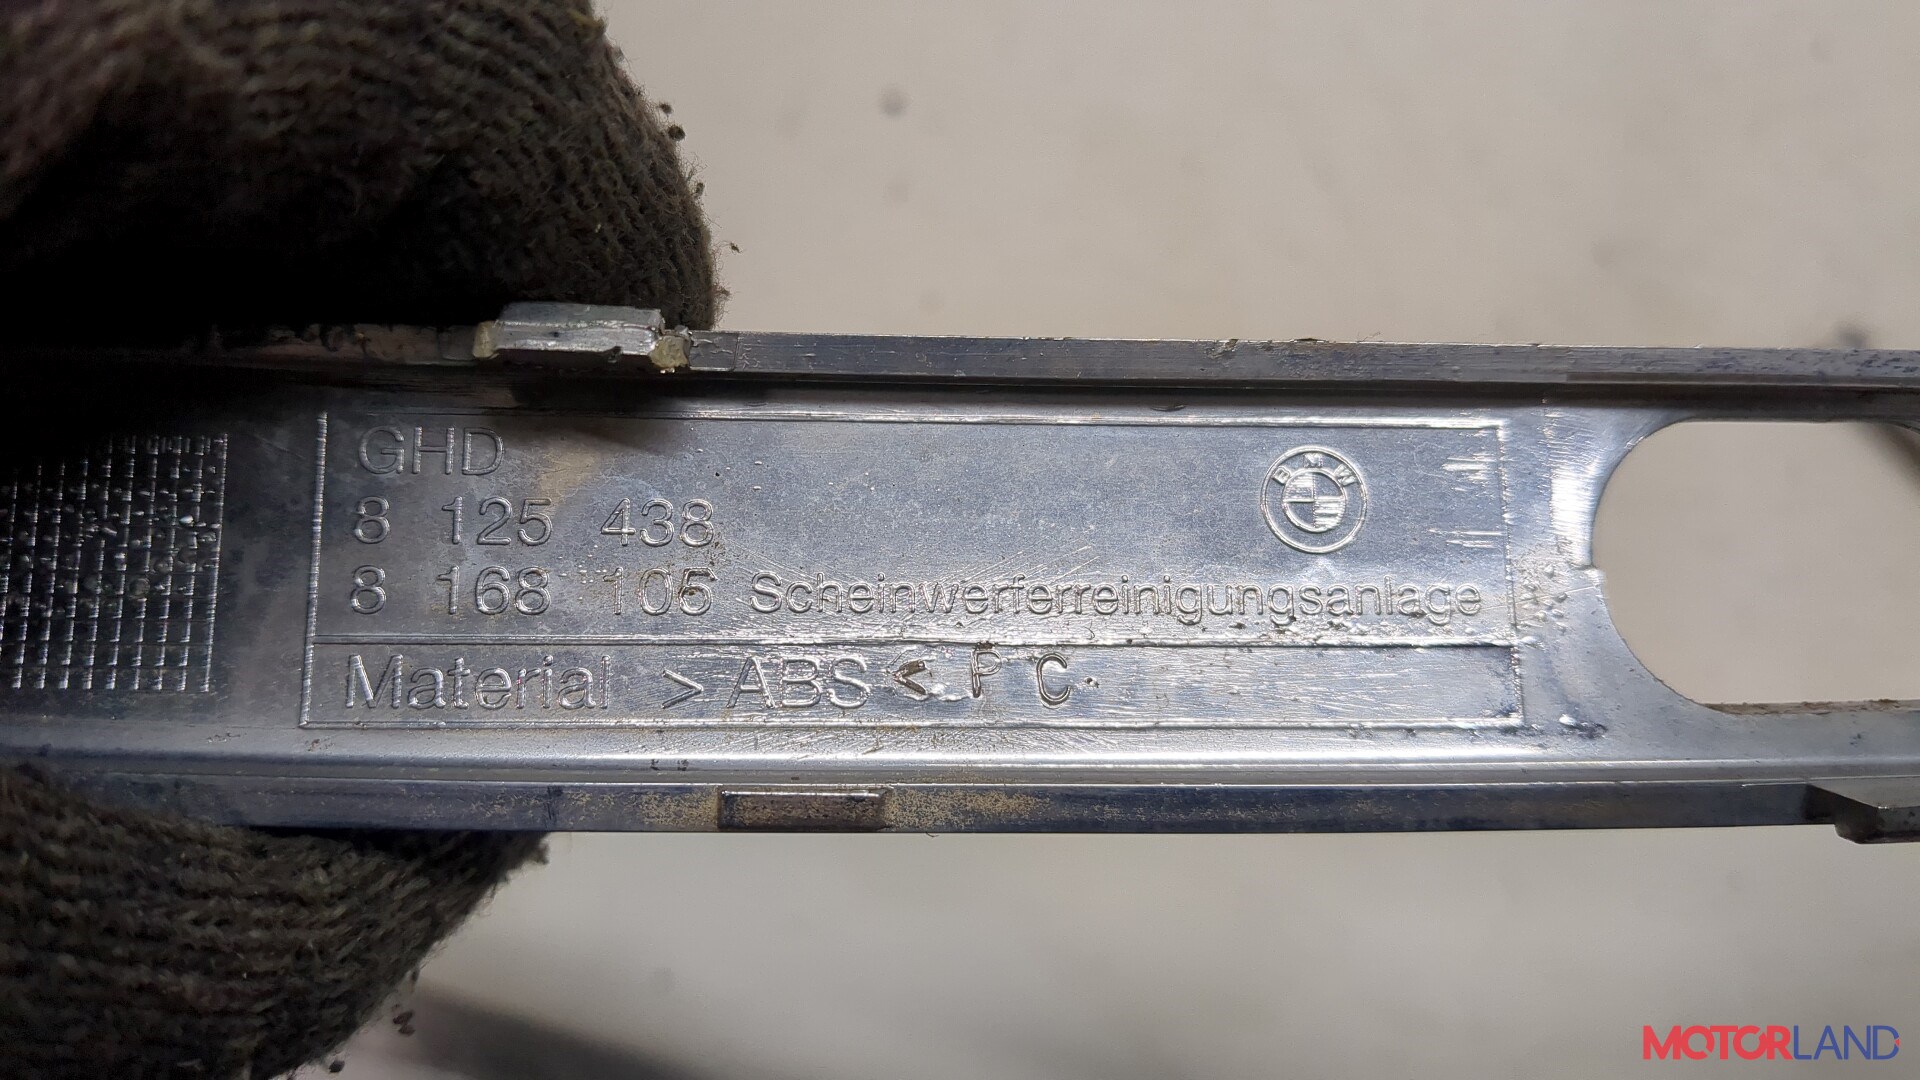 GHD
8 125 438
BMW
8 168 105 Scheinwerferreinigungsanlage
Material >ABS< PC
MOTORLAND